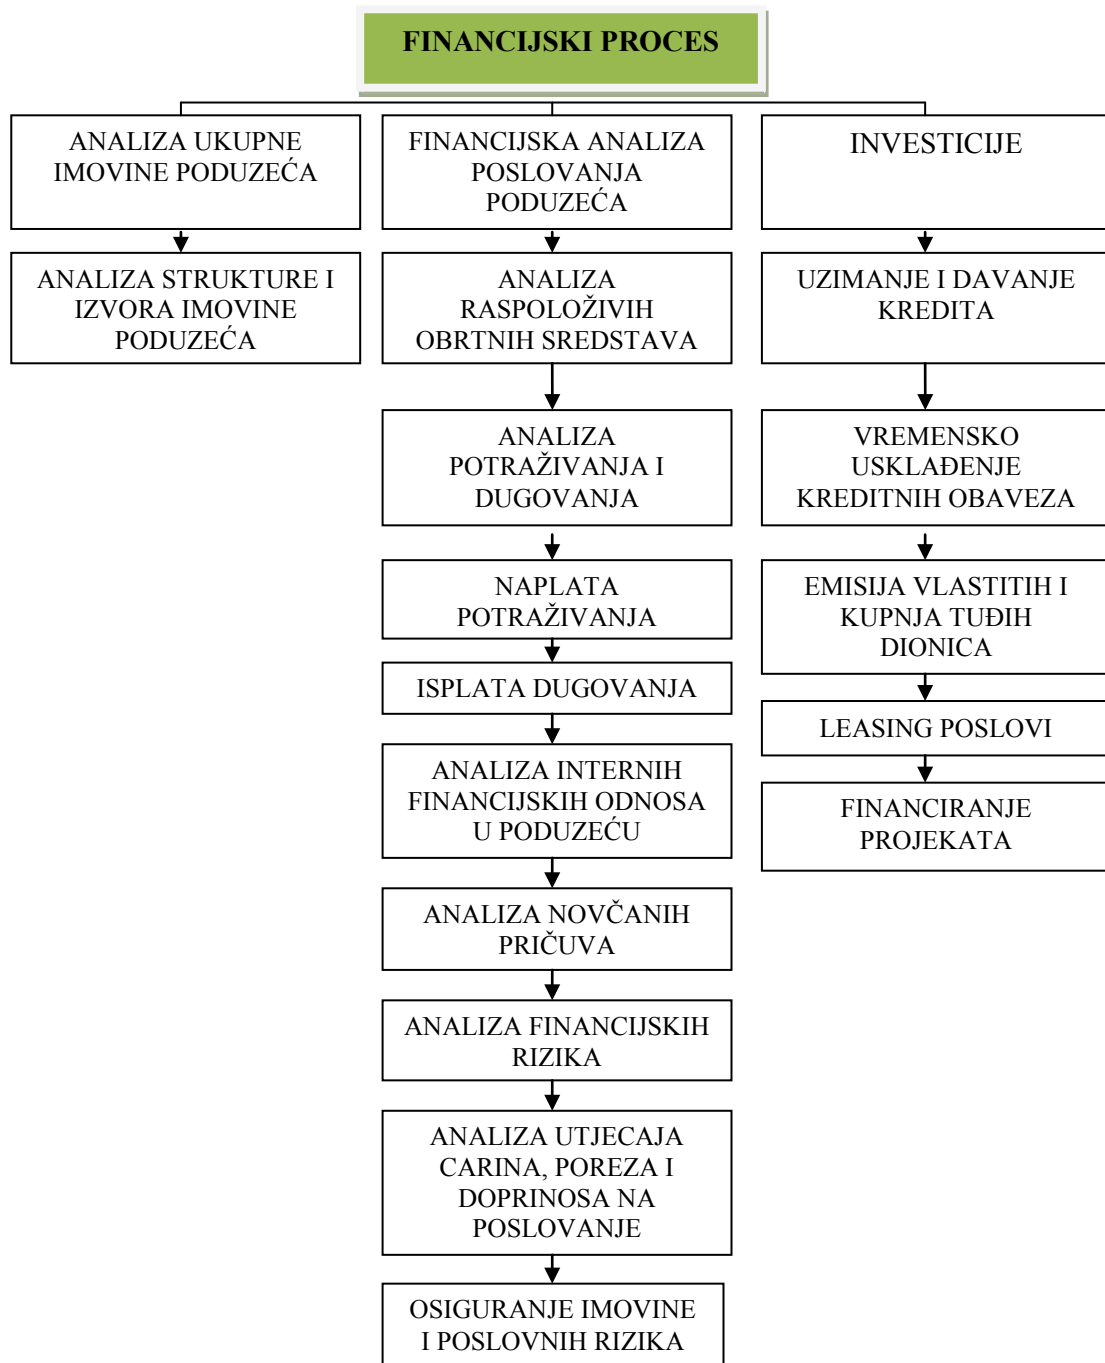 FINANCIJSKI PROCES
ANALIZA UKUPNE
IMOVINE PODUZEĆA
ANALIZA STRUKTURE I
IZVORA IMOVINE
PODUZEĆA
FINANCIJSKA ANALIZA
POSLOVANJA
PODUZEĆA
ANALIZA
RASPOLOŽIVIH
OBRTNIH SREDSTAVA
ANALIZA
POTRAŽIVANJA I
DUGOVANJA
NAPLATA
POTRAŽIVANJA
ISPLATA DUGOVANJA
ANALIZA INTERNIH
FINANCIJSKIH ODNOSA
U PODUZEĆU
ANALIZA NOVČANIH
PRIČUVA
ANALIZA FINANCIJSKIH
RIZIKA
ANALIZA UTJECAJA
CARINA, POREZA I
DOPRINOSA NA
POSLOVANJE
OSIGURANJE IMOVINE
I POSLOVNIH RIZIKA
INVESTICIJE
UZIMANJE I DAVANJE
KREDITA
VREMENSKO
USKLAĐENJE
KREDITNIH OBAVEZA
EMISIJA VLASTITIH I
KUPNJA TUĐIH
DIONICA
LEASING POSLOVI
FINANCIRANJE
PROJEKATA